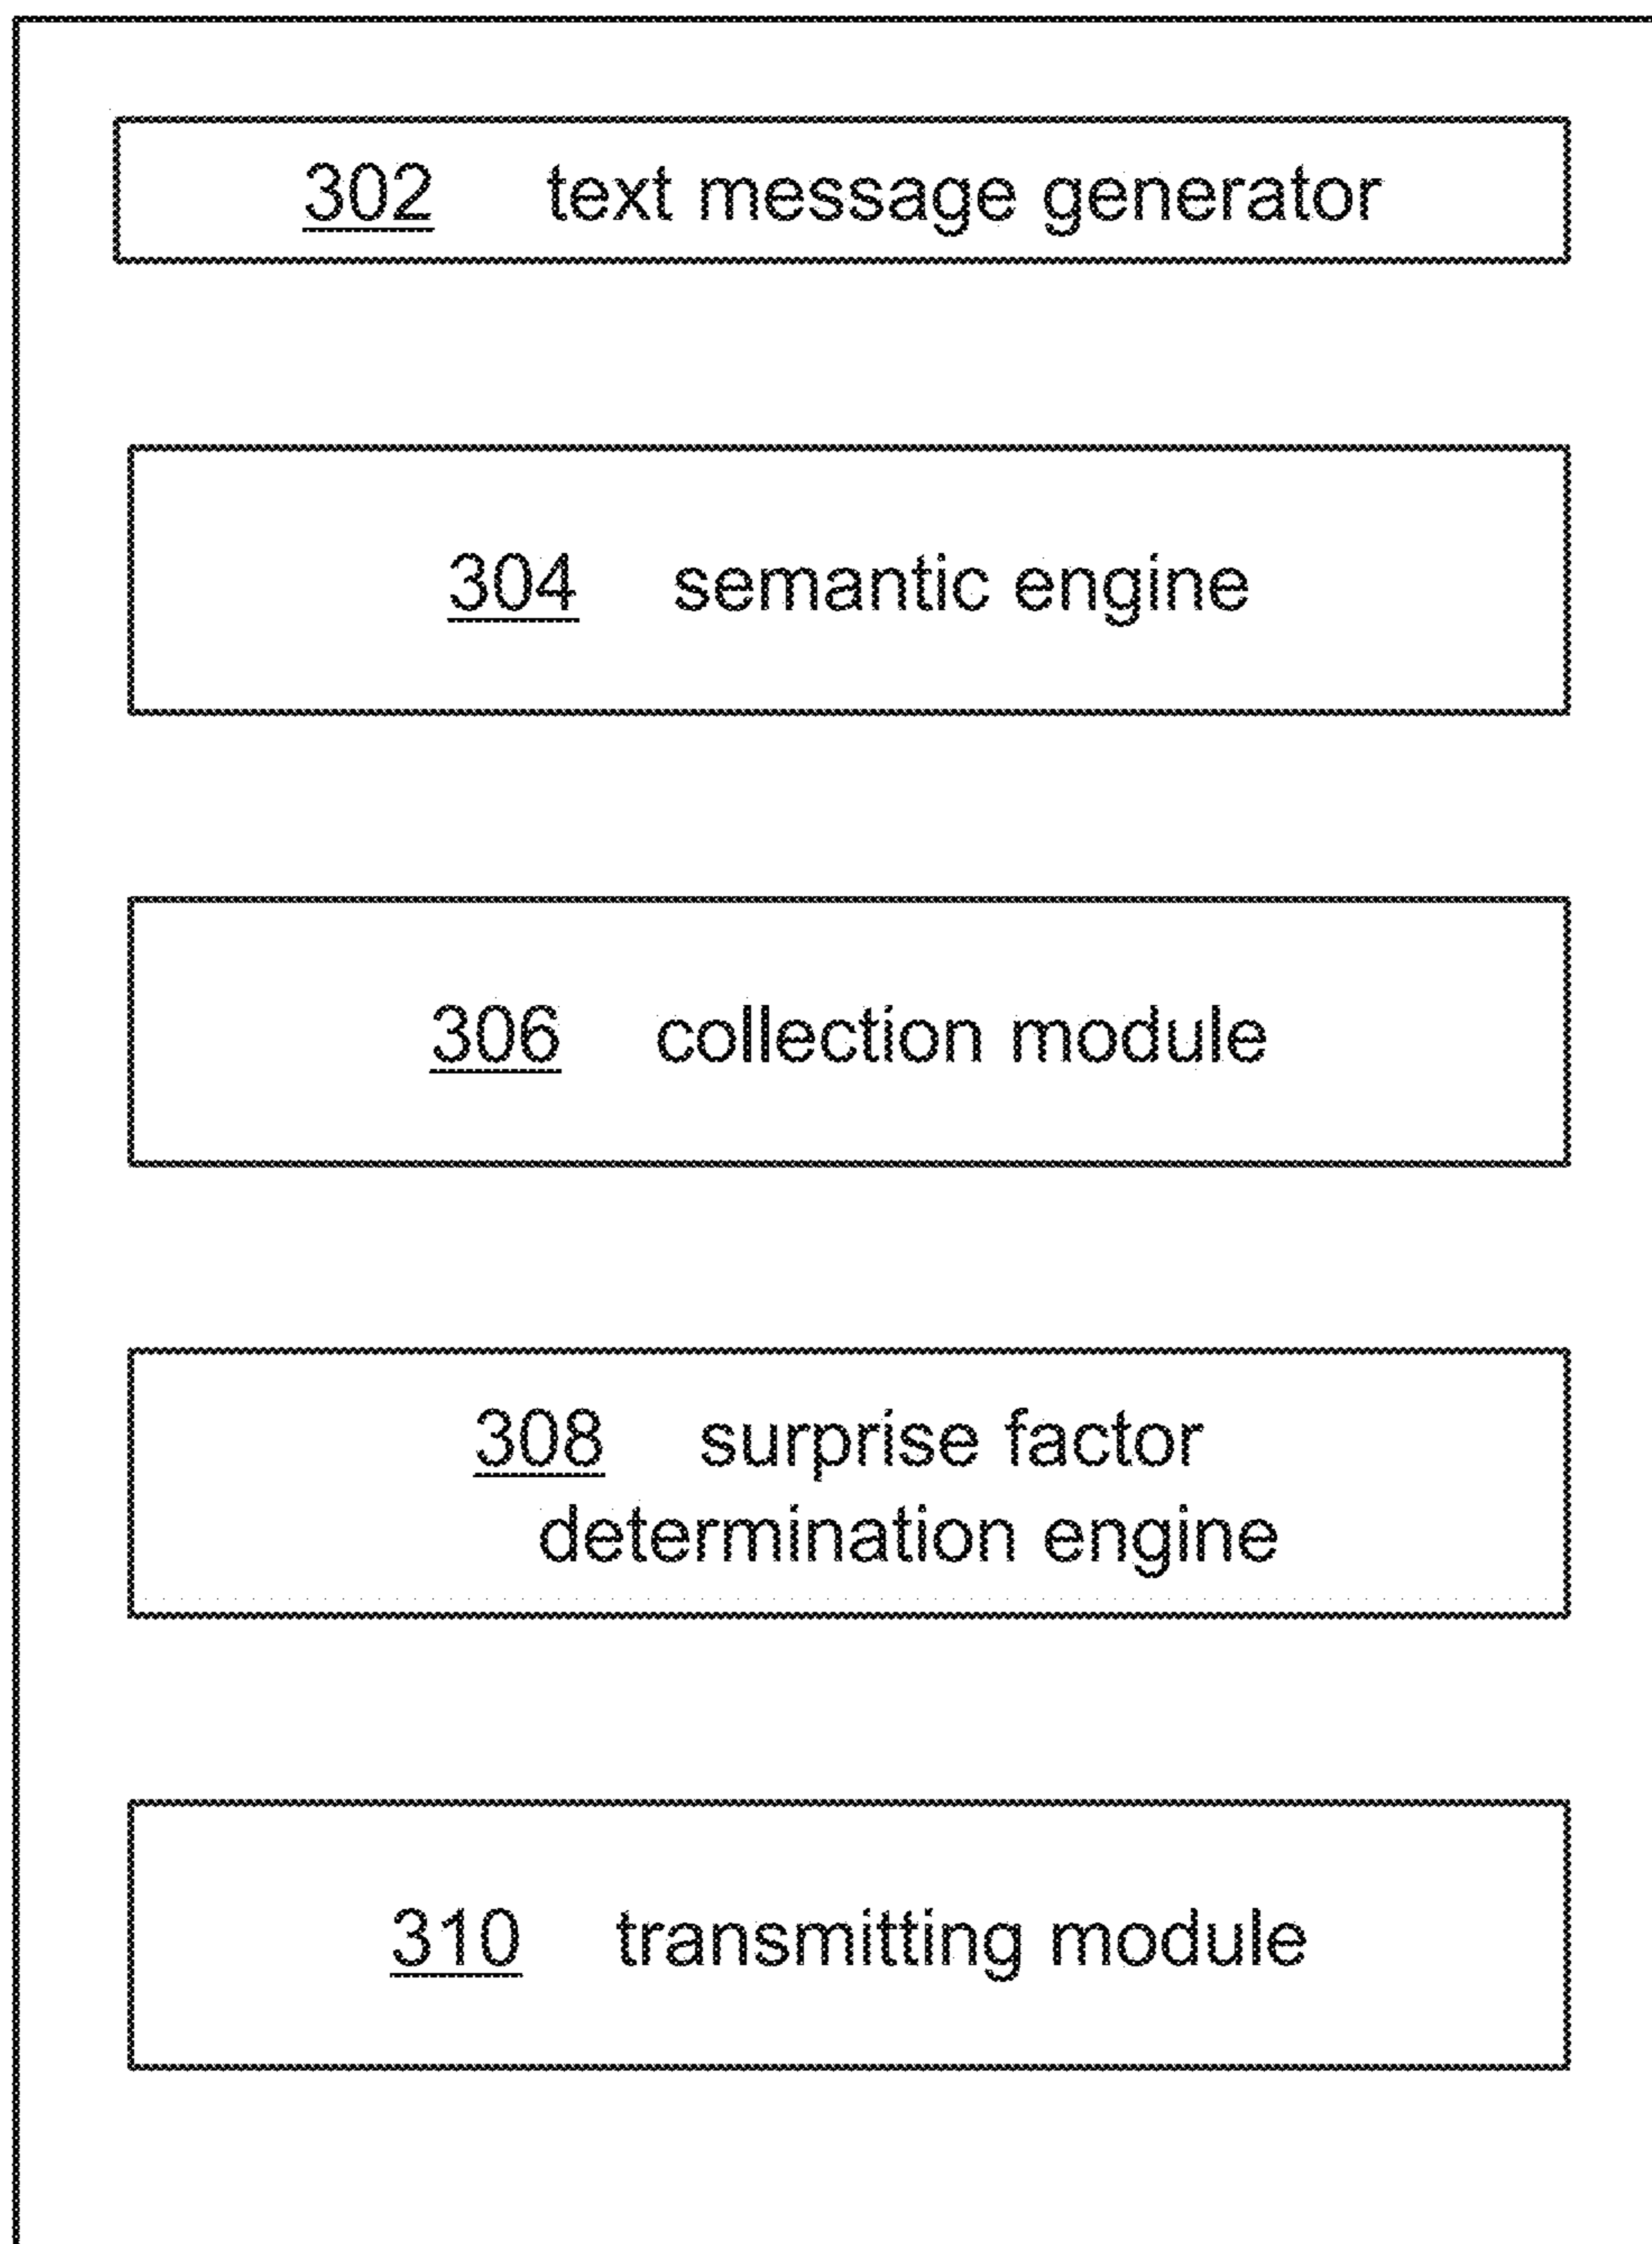 302 text message generator
304 semantic engine
306 collection module
308 surprise factor
determination engine
310 transmitting module